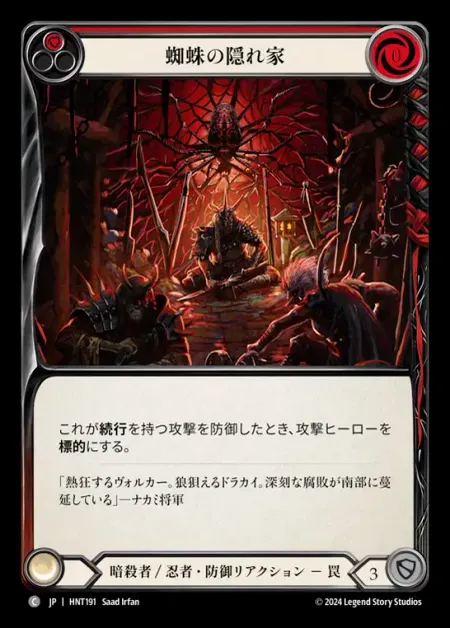 蜘蛛の隠れ家
0
これが続行を持つ攻撃を防御したとき、攻撃ヒーローを
標的にする。
「熱狂するヴォルカー。狼狽えるドラカイ。深刻な腐敗が南部に蔓
延している」—ナカミ将軍
暗殺者 / 忍者・防御リアクション － 罠
3
C JP | HNT191 Saad Irfan
© 2024 Legend Story Studios